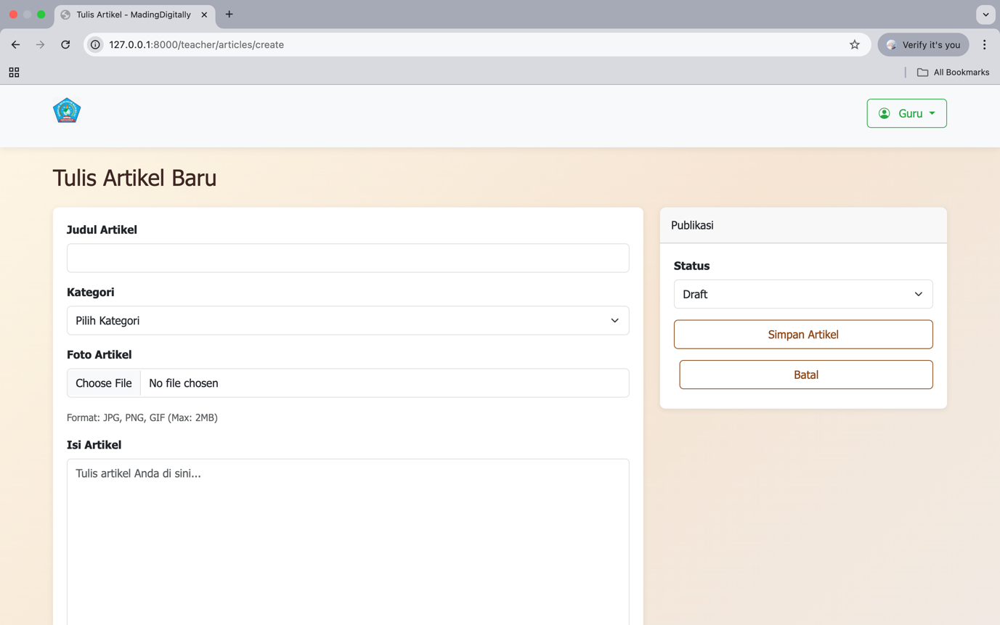 Tulis Artikel - MadingDigitally
127.0.0.1:8000/teacher/articles/create
Verify it's you
All Bookmarks
Guru
Tulis Artikel Baru
Judul Artikel
Kategori
Pilih Kategori
Foto Artikel
Choose File No file chosen
Format: JPG, PNG, GIF (Max: 2MB)
Isi Artikel
Tulis artikel Anda di sini...
Publikasi
Status
Draft
Simpan Artikel
Batal